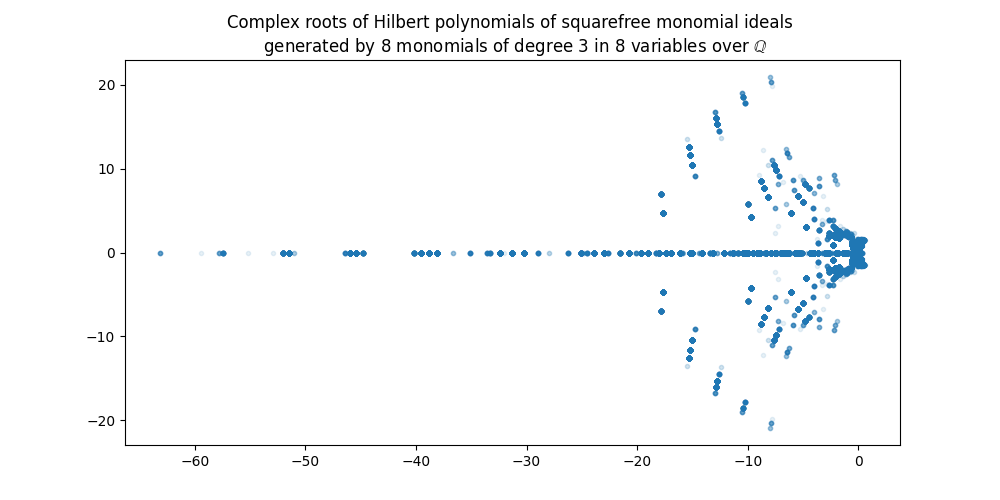 Complex roots of Hilbert polynomials of squarefree monomial ideals
generated by 8 monomials of degree 3 in 8 variables over ℚ
20
10
0
−10
−20
−60 −50 −40 −30 −20 −10 0